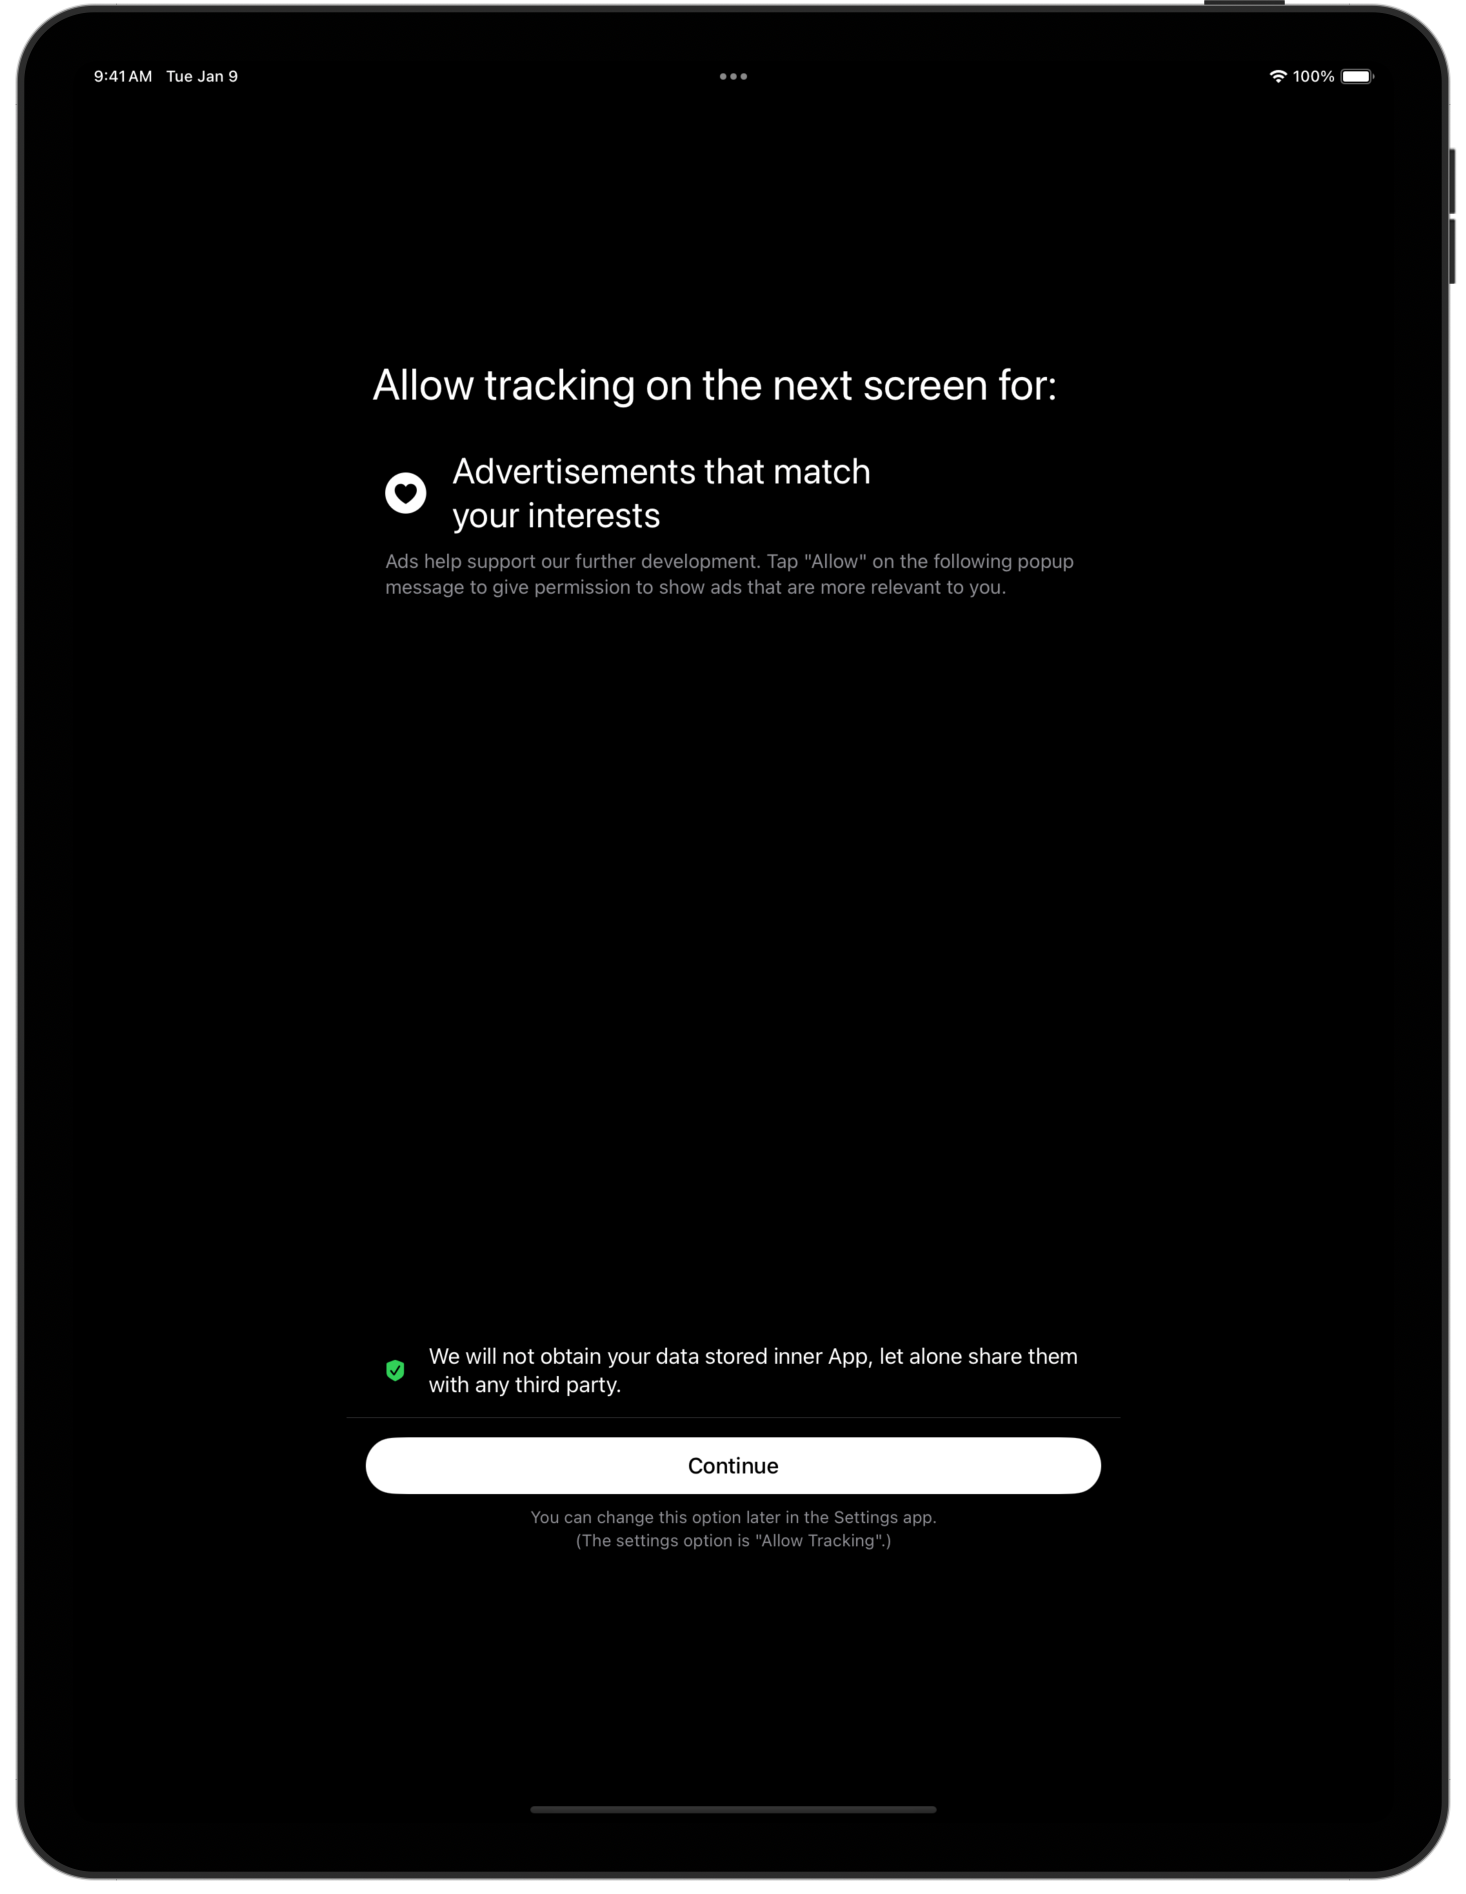 9:41 AM Tue Jan 9
100%
Allow tracking on the next screen for:
Advertisements that match
your interests
Ads help support our further development. Tap "Allow" on the following popup
message to give permission to show ads that are more relevant to you.
We will not obtain your data stored inner App, let alone share them
with any third party.
Continue
You can change this option later in the Settings app.
(The settings option is "Allow Tracking".)